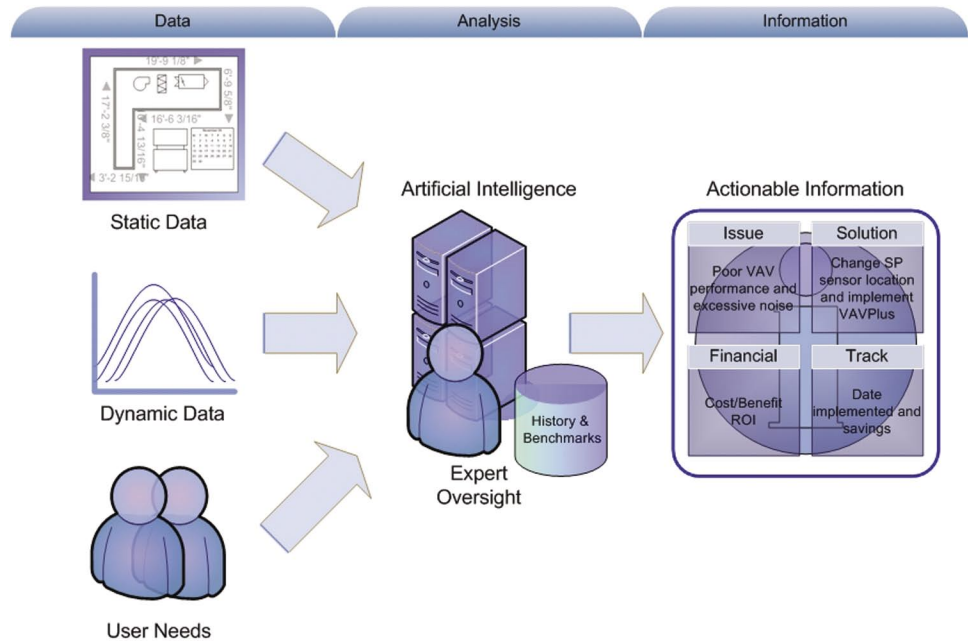 Data
Analysis
Information
19'-9 1/8"
6'-9 5/8"
17'-2 3/8"
16'-6 3/16"
-4 13/16"
3'-2 15/16"
Static Data
Dynamic Data
User Needs
Artificial Intelligence
History &
Benchmarks
Expert
Oversight
Actionable Information
Issue
Poor VAV
performance and
excessive noise
Solution
Change SP
sensor location
and implement
VAVPlus
Financial
Cost/Benefit
ROI
Track
Date
implemented and
savings